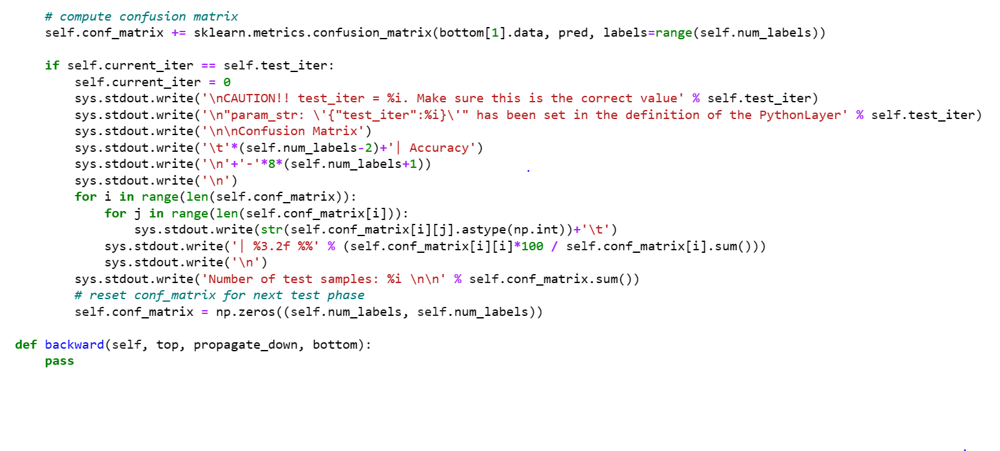 # compute confusion matrix
self.conf_matrix += sklearn.metrics.confusion_matrix(bottom[1].data, pred, labels=range(self.num_labels))
if self.current_iter == self.test_iter:
self.current_iter = 0
sys.stdout.write('\nCAUTION!! test_iter = %i. Make sure this is the correct value' % self.test_iter)
sys.stdout.write('\n"param_str: \'{"test_iter":%i}\'" has been set in the definition of the PythonLayer' % self.test_iter)
sys.stdout.write('\n\nConfusion Matrix')
sys.stdout.write('\t'*(self.num_labels-2)+'| Accuracy')
sys.stdout.write('\n'+'-'*8*(self.num_labels+1))
sys.stdout.write('\n')
for i in range(len(self.conf_matrix)):
for j in range(len(self.conf_matrix[i])):
sys.stdout.write(str(self.conf_matrix[i][j].astype(np.int))+'\t')
sys.stdout.write('| %3.2f %%' % (self.conf_matrix[i][i]*100 / self.conf_matrix[i].sum()))
sys.stdout.write('\n')
sys.stdout.write('Number of test samples: %i \n\n' % self.conf_matrix.sum())
# reset conf_matrix for next test phase
self.conf_matrix = np.zeros((self.num_labels, self.num_labels))
def backward(self, top, propagate_down, bottom):
pass